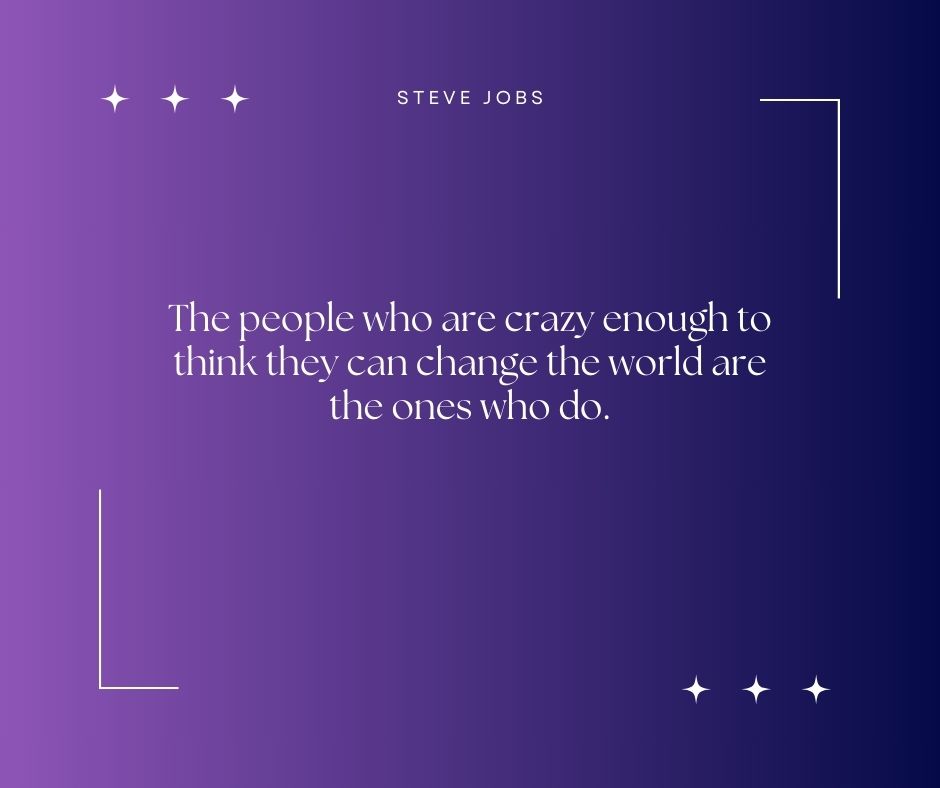 STEVE JOBS
The people who are crazy enough to
think they can change the world are
the ones who do.